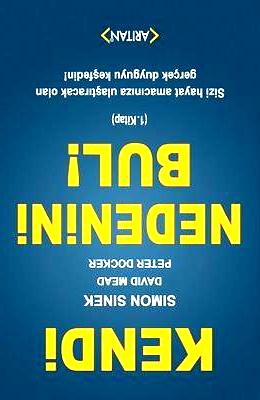 KENDİ
SIMON SINEK
DAVID MEAD
PETER DOCKER
NEDENİNİ
BUL!
(1.Kitap)
Sizi hayat amacınıza ulaştıracak olan
gerçek duyguyu keşfedin!
<ARITAN>